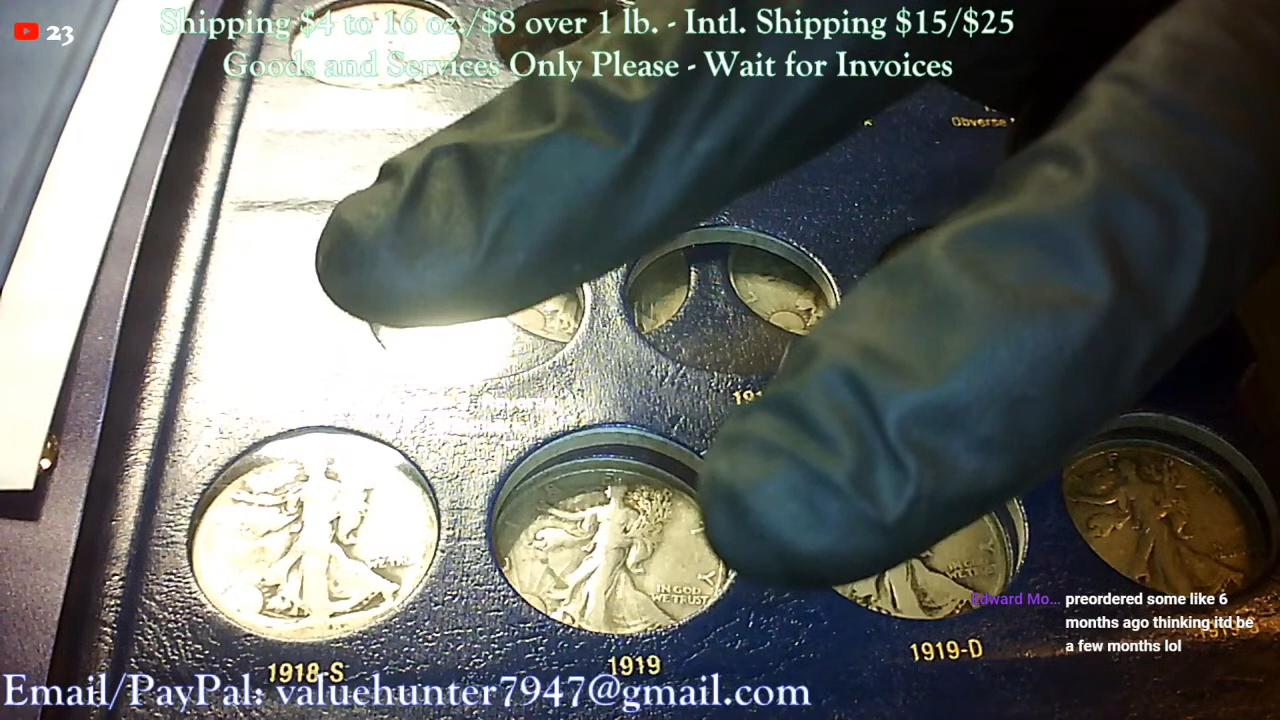 23
Shipping $4 to 16 oz./$8 over 1 lb. - Intl. Shipping $15/$25
Goods and Services Only Please - Wait for Invoices
Obverse
IN GOD
WE TRUST
1918-S
1919
1919-D
Edward Mo... preordered some like 6
months ago thinking itd be
a few months lol
Email/PayPal: valuehunter7947@gmail.com